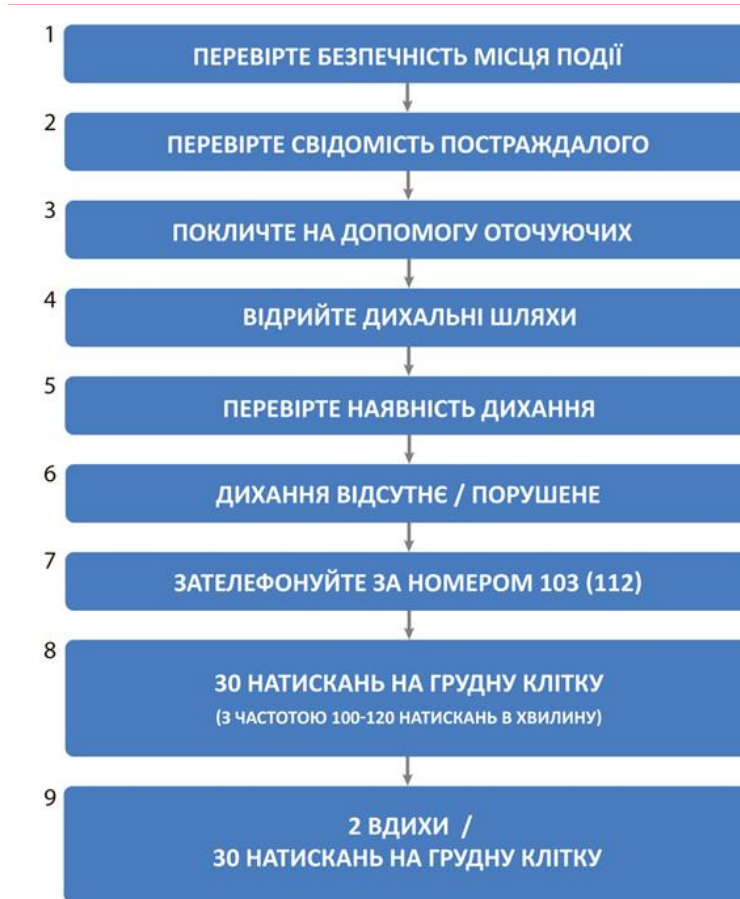 1
ПЕРЕВІРТЕ БЕЗПЕЧНІСТЬ МІСЦЯ ПОДІЇ
2
ПЕРЕВІРТЕ СВІДОМІСТЬ ПОСТРАЖДАЛОГО
3
ПОКЛИЧТЕ НА ДОПОМОГУ ОТОЧУЮЧИХ
4
ВІДРИЙТЕ ДИХАЛЬНІ ШЛЯХИ
5
ПЕРЕВІРТЕ НАЯВНІСТЬ ДИХАННЯ
6
ДИХАННЯ ВІДСУТНЄ / ПОРУШЕНЕ
7
ЗАТЕЛЕФОНУЙТЕ ЗА НОМЕРОМ 103 (112)
8
30 НАТИСКАНЬ НА ГРУДНУ КЛІТКУ
(З ЧАСТОТОЮ 100-120 НАТИСКАНЬ В ХВИЛИНУ)
9
2 ВДИХИ /
30 НАТИСКАНЬ НА ГРУДНУ КЛІТКУ